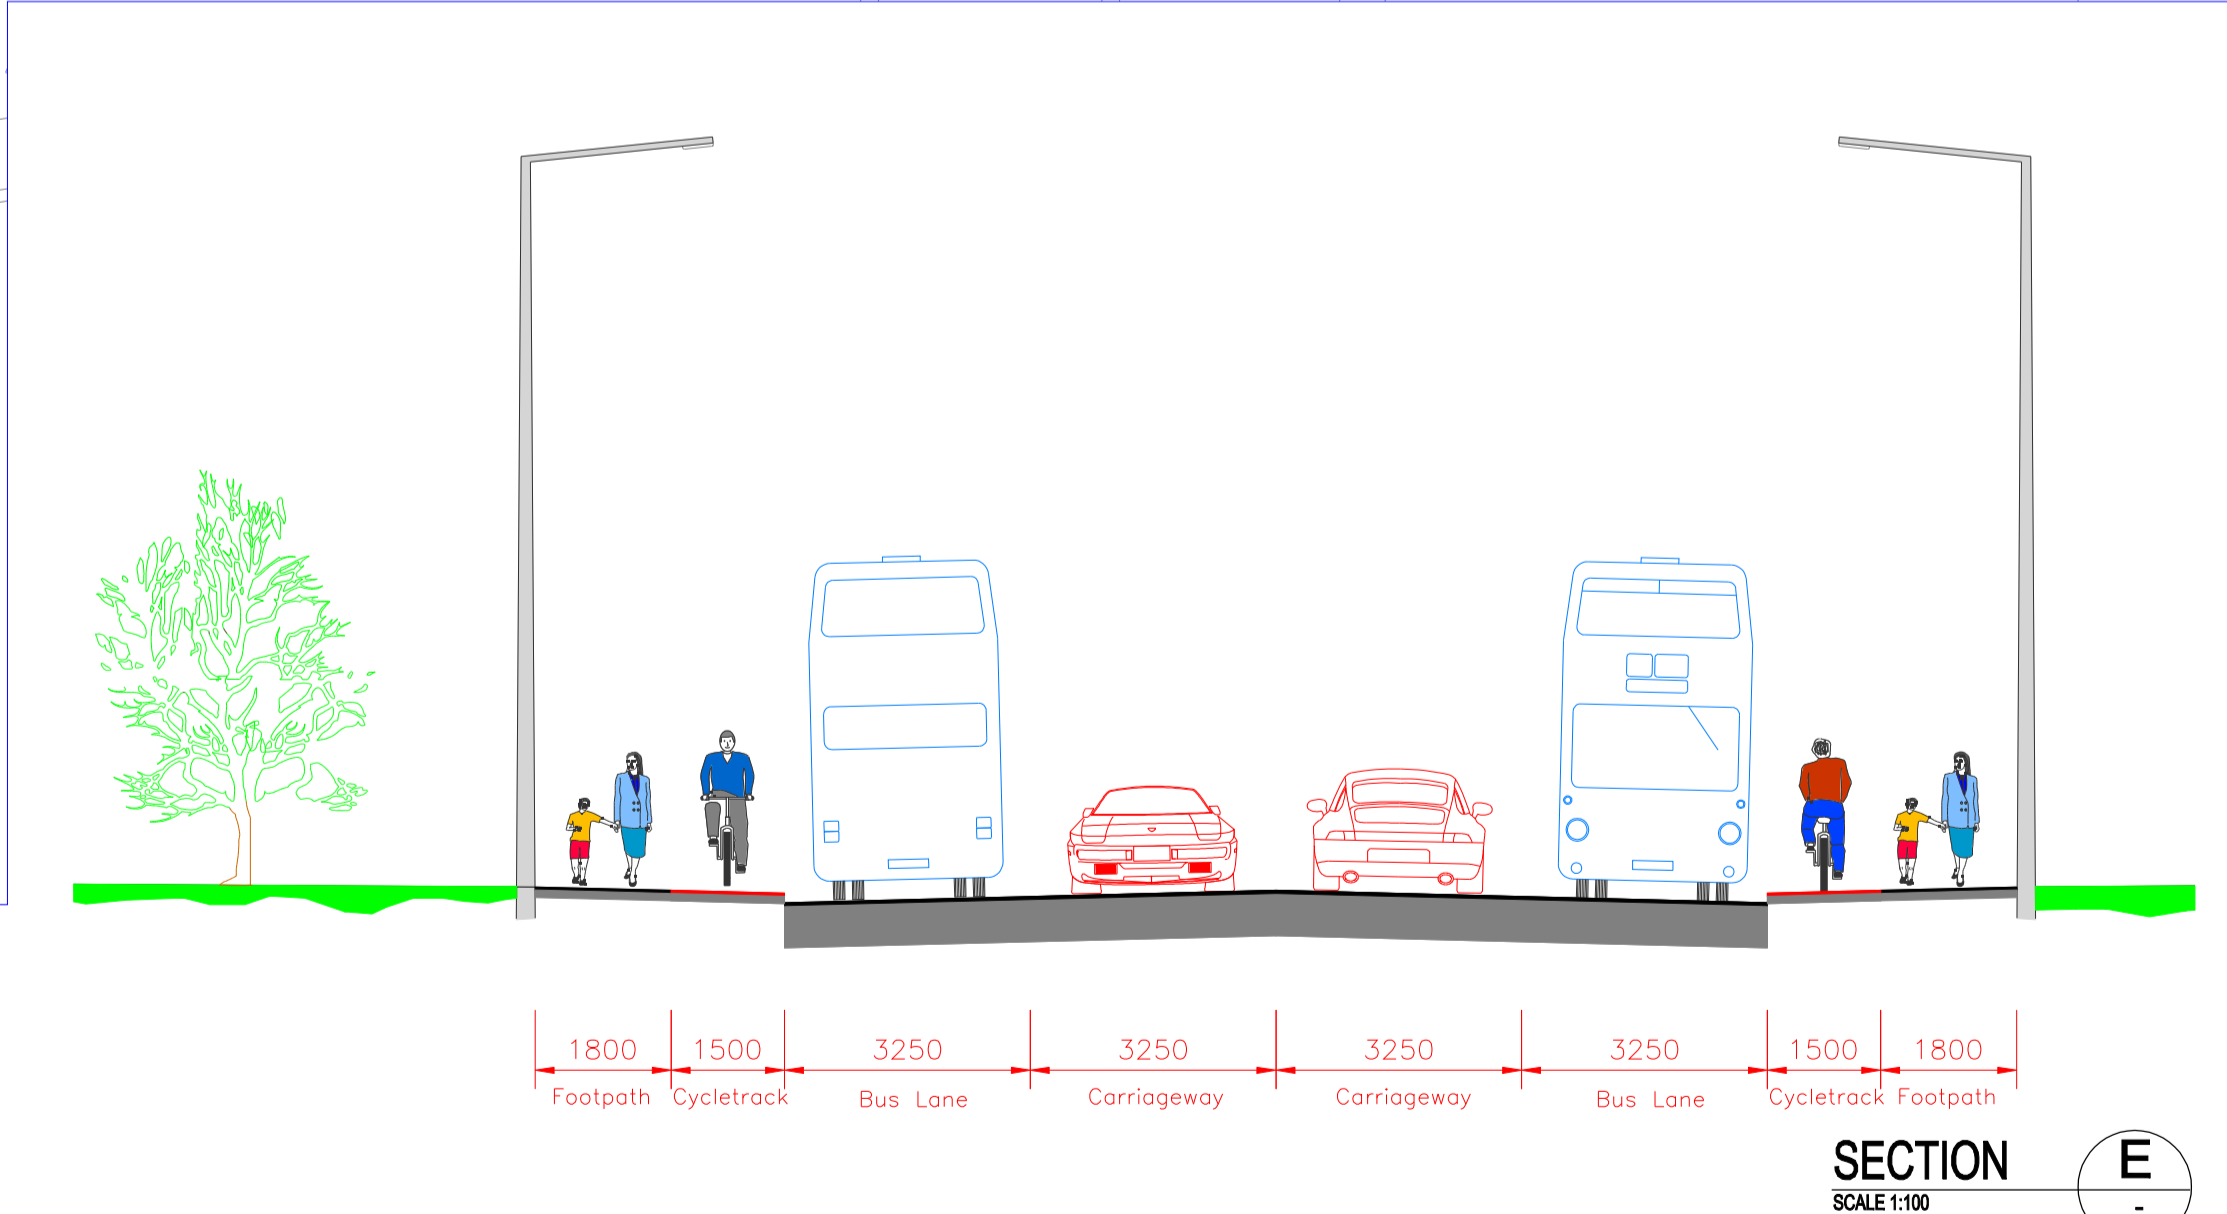 1800 1500 3250 3250 3250 3250 1500 1800
Footpath Cycletrack Bus Lane Carriageway Carriageway Bus Lane Cycletrack Footpath
SECTION E
SCALE 1:100 -